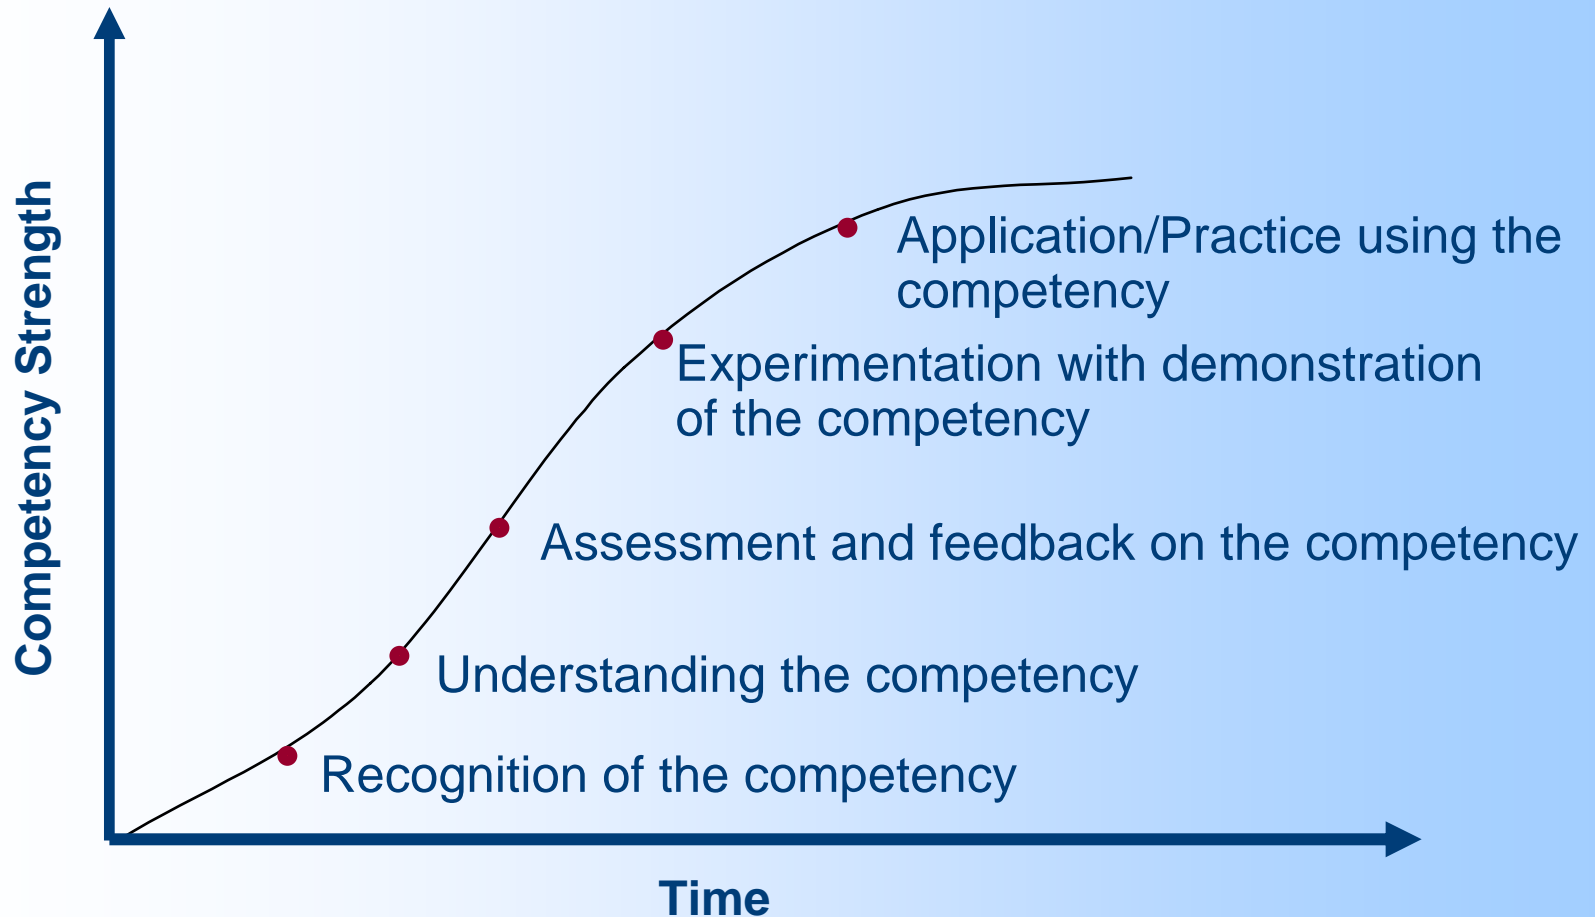 Competency Strength
Application/Practice using the
competency
Experimentation with demonstration
of the competency
Assessment and feedback on the competency
Understanding the competency
Recognition of the competency
Time